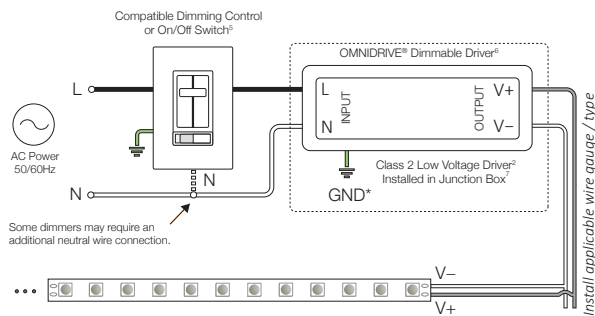 Compatible Dimming Control
or On/Off Switch⁵
OMNIDRIVE® Dimmable Driver⁶
L
L
INPUT
N
OUTPUT
V+
V−
AC Power
50/60Hz
N
N
GND*
Class 2 Low Voltage Driver²
Installed in Junction Box⁷
Some dimmers may require an
additional neutral wire connection.
Install applicable wire gauge / type
V−
V+